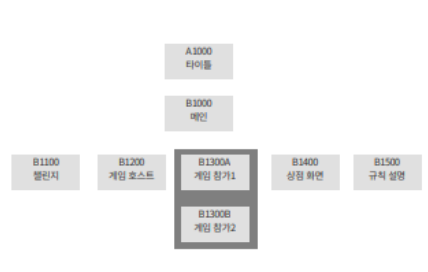 A1000
타이틀
B1000
메인
B1100
챌린지
B1200
게임 호스트
B1300A
게임 참가1
B1300B
게임 참가2
B1400
상점 화면
B1500
규칙 설명